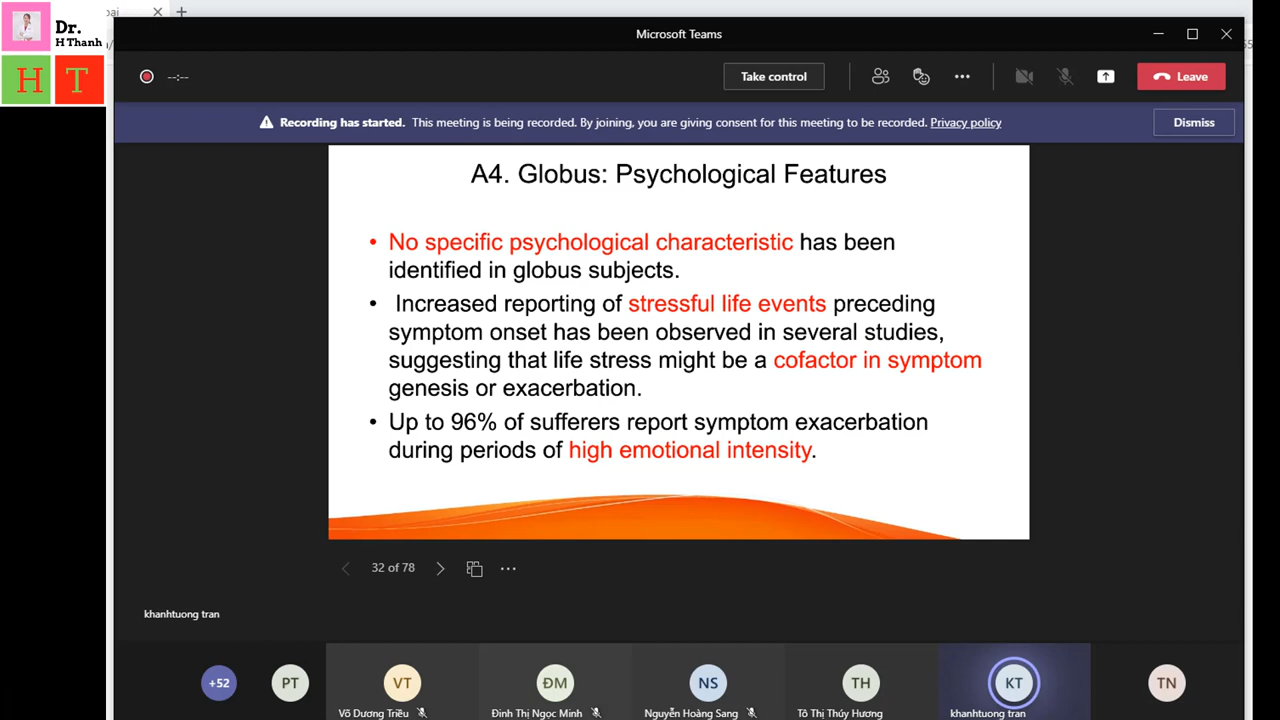 Dr.
H Thanh
H T
Microsoft Teams
--:--
Take control
Leave
Recording has started. This meeting is being recorded. By joining, you are giving consent for this meeting to be recorded. Privacy policy
Dismiss
A4. Globus: Psychological Features
• No specific psychological characteristic has been
identified in globus subjects.
• Increased reporting of stressful life events preceding
symptom onset has been observed in several studies,
suggesting that life stress might be a cofactor in symptom
genesis or exacerbation.
• Up to 96% of sufferers report symptom exacerbation
during periods of high emotional intensity.
32 of 78
khanhtuong tran
+52
PT
VT
ĐM
NS
TH
KT
TN
Võ Dương Triều
Đinh Thị Ngọc Minh
Nguyễn Hoàng Sang
Tô Thị Thúy Hương
khanhtuong tran